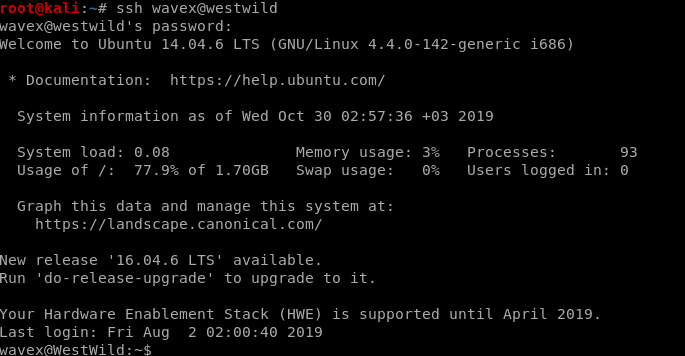 root@kali:~# ssh wavex@westwild
wavex@westwild's password:
Welcome to Ubuntu 14.04.6 LTS (GNU/Linux 4.4.0-142-generic i686)
* Documentation:  https://help.ubuntu.com/
System information as of Wed Oct 30 02:57:36 +03 2019
System load: 0.08              Memory usage: 3%   Processes:       93
Usage of /:  77.9% of 1.70GB   Swap usage:   0%   Users logged in: 0
Graph this data and manage this system at:
https://landscape.canonical.com/
New release '16.04.6 LTS' available.
Run 'do-release-upgrade' to upgrade to it.
Your Hardware Enablement Stack (HWE) is supported until April 2019.
Last login: Fri Aug  2 02:00:40 2019
wavex@WestWild:~$